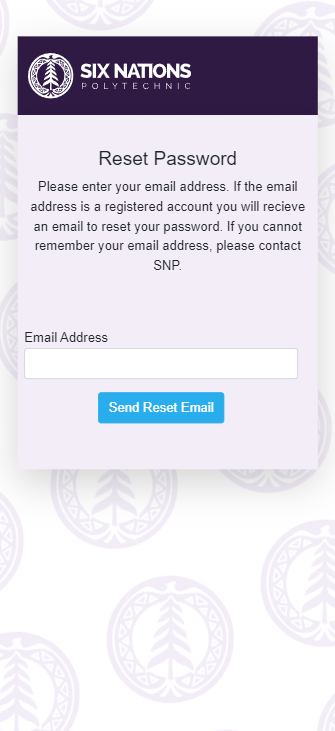 SIX NATIONS
POLYTECHNIC
Reset Password
Please enter your email address. If the email
address is a registered account you will recieve
an email to reset your password. If you cannot
remember your email address, please contact
SNP.
Email Address
Send Reset Email